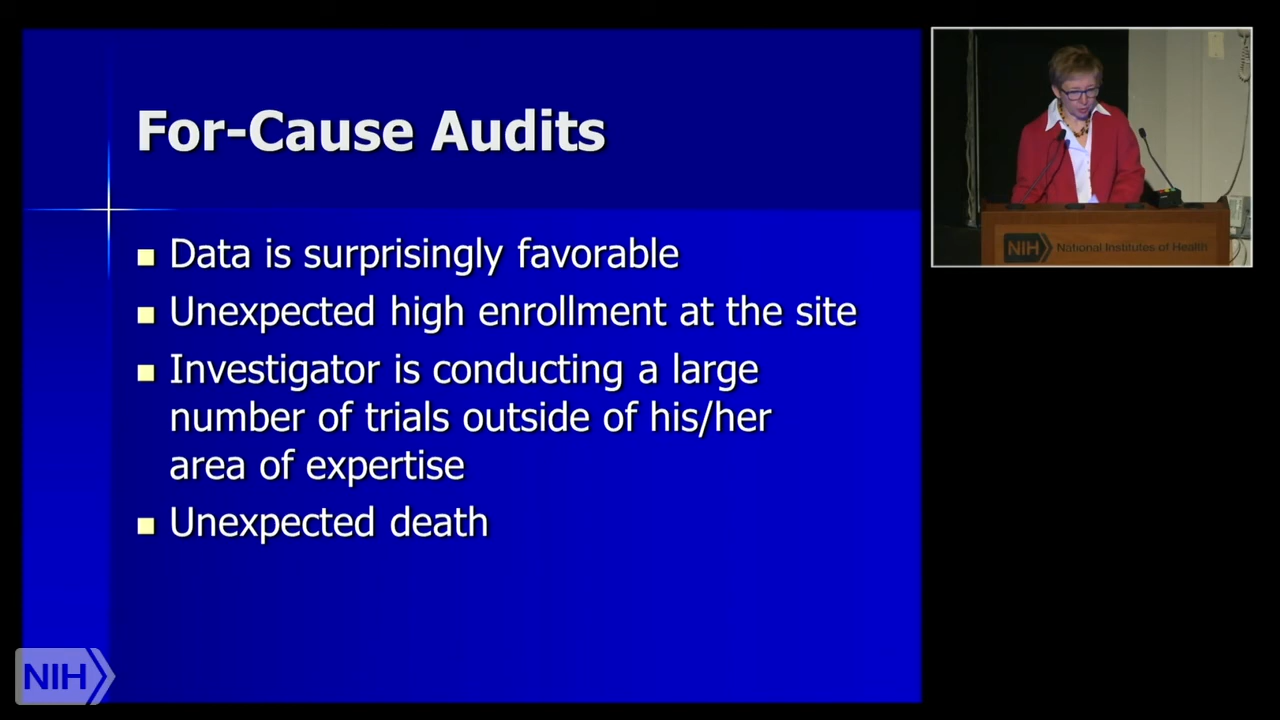 For-Cause Audits
Data is surprisingly favorable
Unexpected high enrollment at the site
Investigator is conducting a large
number of trials outside of his/her
area of expertise
Unexpected death
NIH National Institutes of Health
NIH